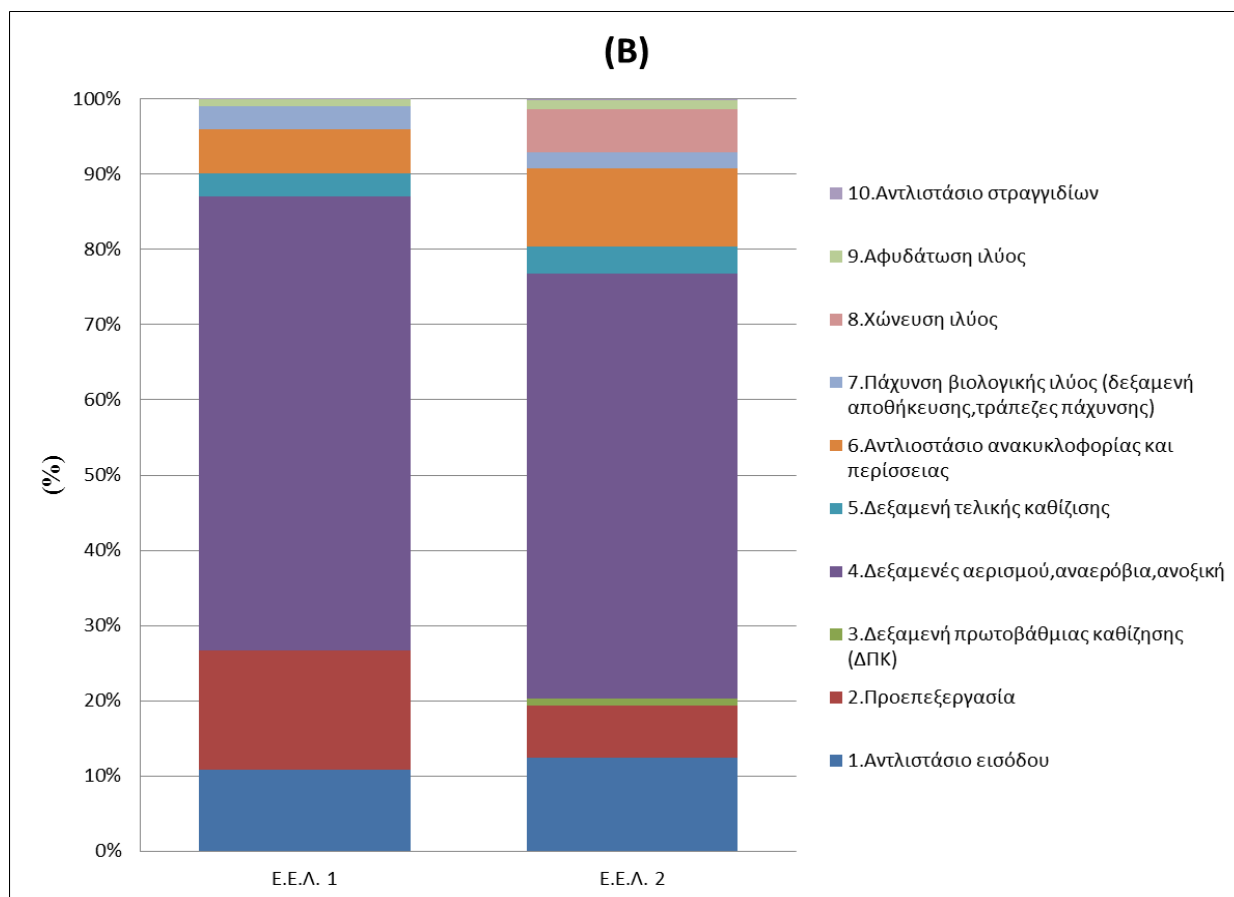 (B)
100%
90%
80%
70%
60%
50%
40%
30%
20%
10%
0%
(%)
Ε.Ε.Λ. 1
Ε.Ε.Λ. 2
10.Αντλιστάσιο στραγγιδίων
9.Αφυδάτωση ιλύος
8.Χώνευση ιλύος
7.Πάχυνση βιολογικής ιλύος (δεξαμενή
αποθήκευσης,τράπεζες πάχυνσης)
6.Αντλιοστάσιο ανακυκλοφορίας και
περίσσειας
5.Δεξαμενή τελικής καθίζισης
4.Δεξαμενές αερισμού,αναερόβια,ανοξική
3.Δεξαμενή πρωτοβάθμιας καθίζησης
(ΔΠΚ)
2.Προεπεξεργασία
1.Αντλιστάσιο εισόδου